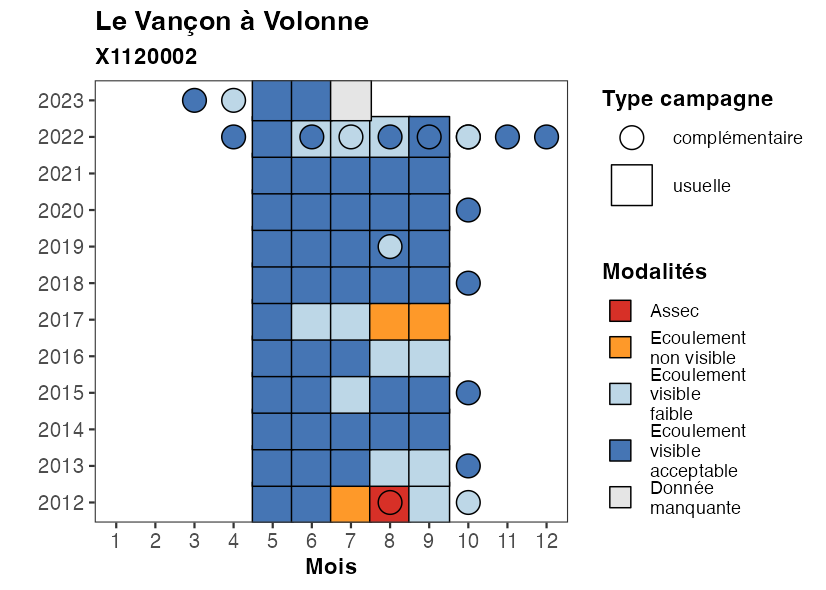 Le Vançon à Volonne
X1120002
2023
2022
2021
2020
2019
2018
2017
2016
2015
2014
2013
2012
1 2 3 4 5 6 7 8 9 10 11 12
Mois
Type campagne
complémentaire
usuelle
Modalités
Assec
Ecoulement
non visible
Ecoulement
visible
faible
Ecoulement
visible
acceptable
Donnée
manquante